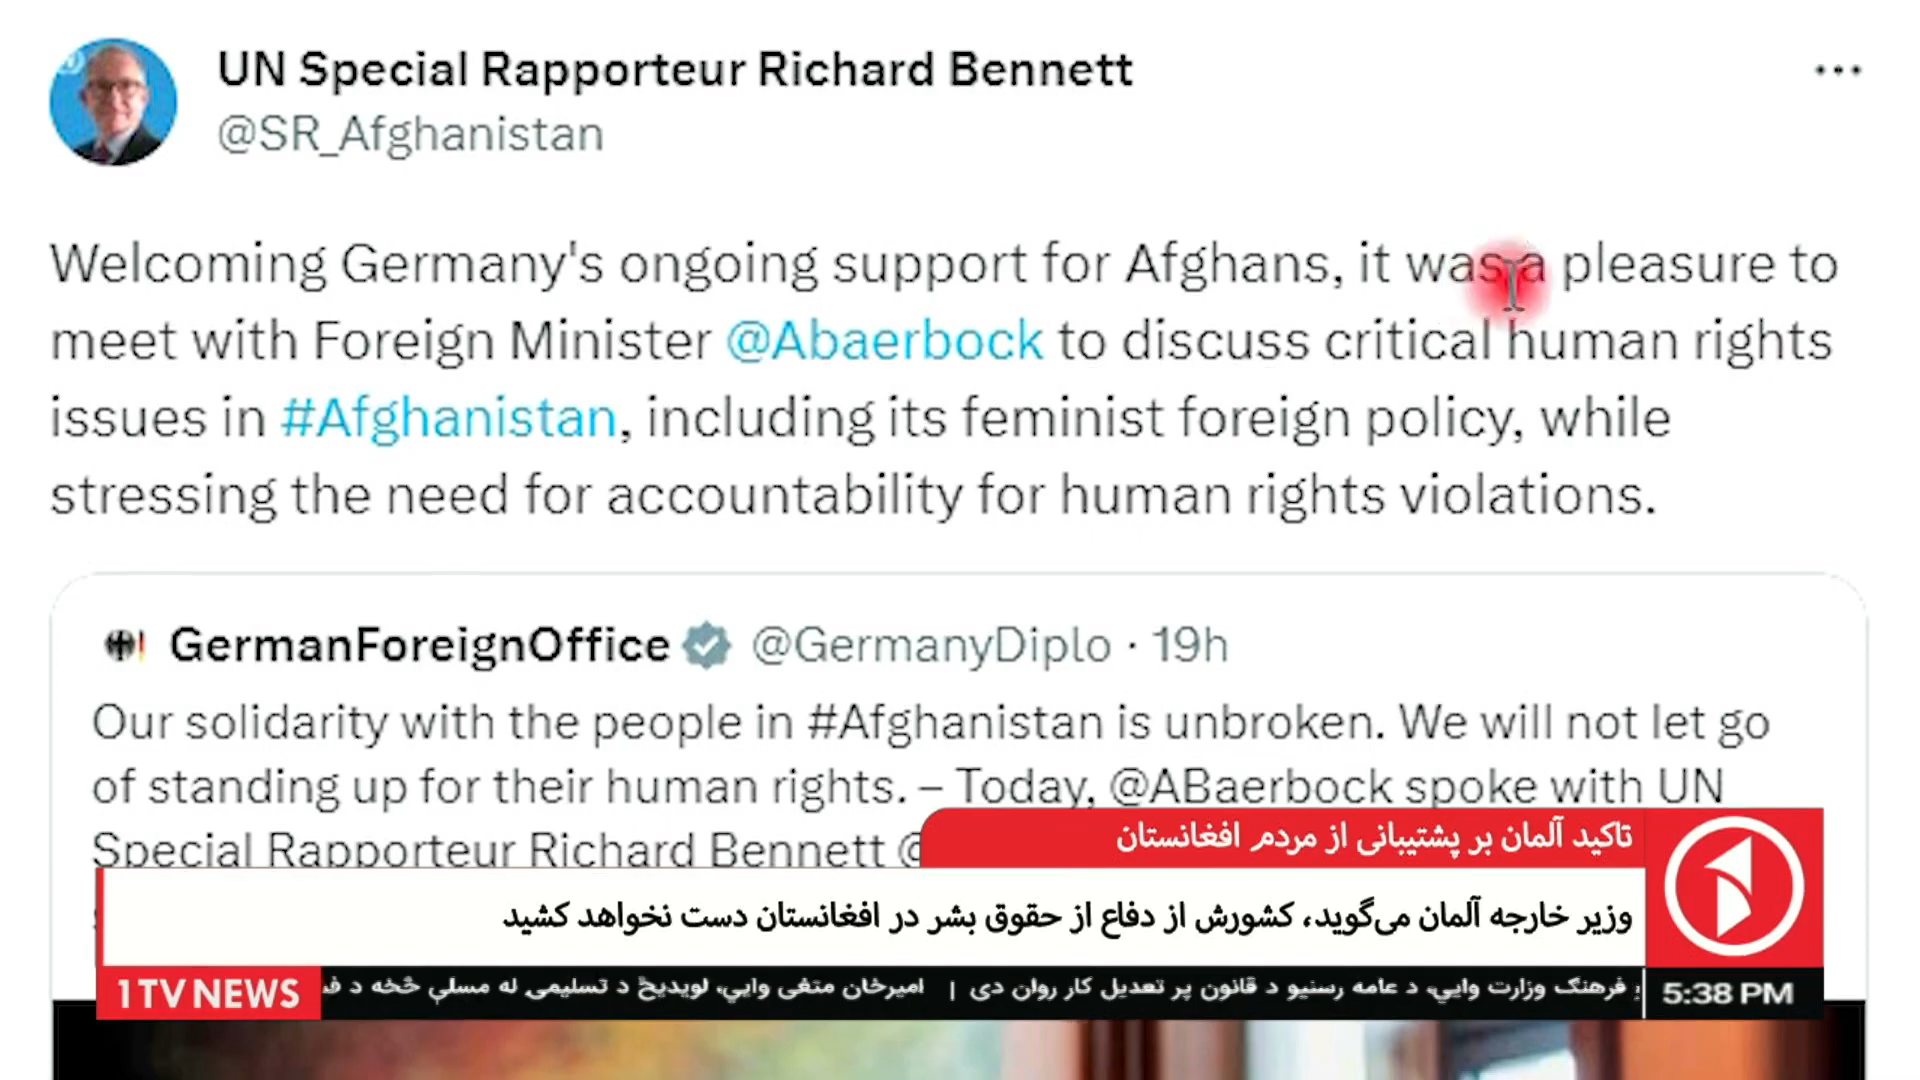 UN Special Rapporteur Richard Bennett
@SR_Afghanistan
Welcoming Germany's ongoing support for Afghans, it was a pleasure to
meet with Foreign Minister @Abaerbock to discuss critical human rights
issues in #Afghanistan, including its feminist foreign policy, while
stressing the need for accountability for human rights violations.
GermanForeignOffice @GermanyDiplo · 19h
Our solidarity with the people in #Afghanistan is unbroken. We will not let go
of standing up for their human rights. – Today, @ABaerbock spoke with UN
Special Rapporteur Richard Bennett @
تاکید آلمان بر پشتیبانی از مردم افغانستان
وزیر خارجه آلمان می‌گوید، کشورش از دفاع از حقوق بشر در افغانستان دست نخواهد کشید
1TV NEWS
فرهنگ وزارت وايي، د عامه رسنیو د قانون پر تعدیل کار روان دی | امیرخان متقی وايي، لویدیځ د تسلیمۍ له مسلې څخه د
5:38 PM